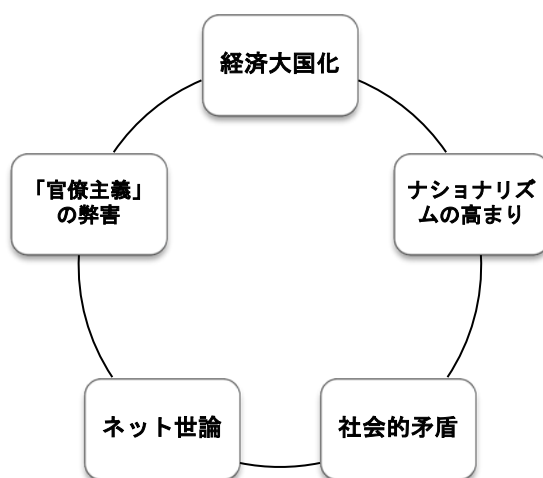 経済大国化
「官僚主義」
の弊害
ナショナリズ
ムの高まり
ネット世論
社会的矛盾